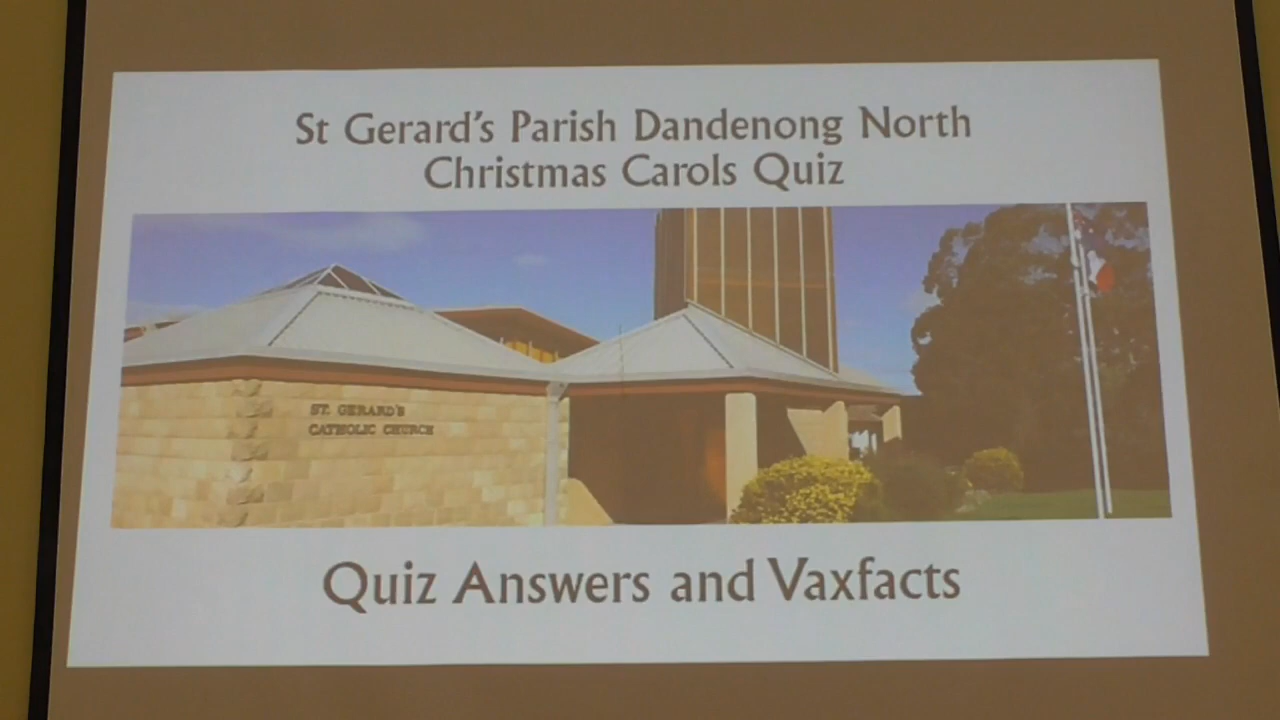 St Gerard's Parish Dandenong North
Christmas Carols Quiz
ST. GERARD'S
CATHOLIC CHURCH
Quiz Answers and Vaxfacts